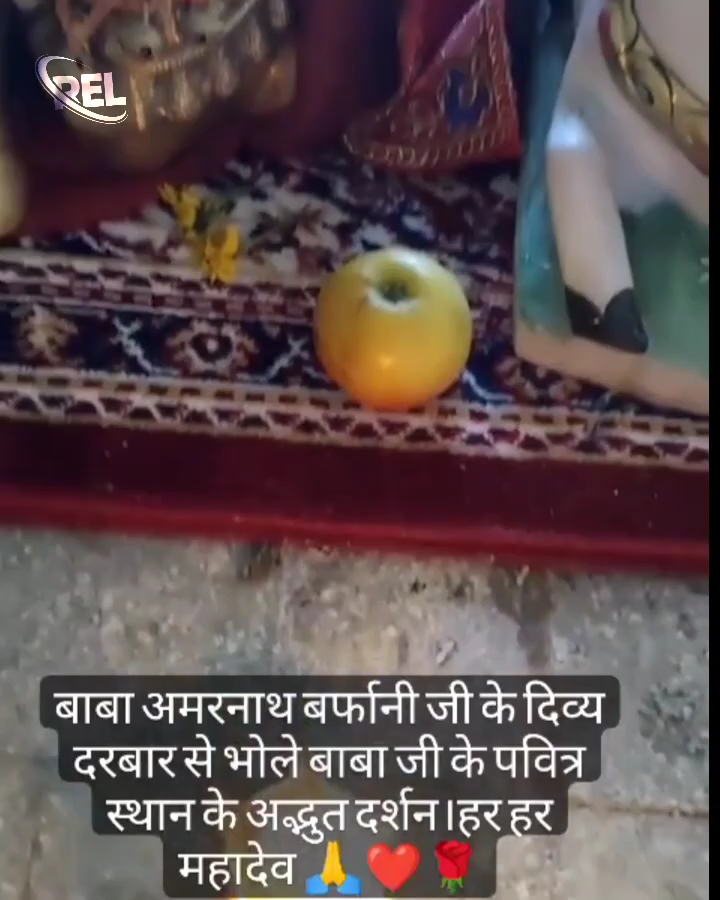 REL
बाबा अमरनाथ बर्फानी जी के दिव्य
दरबार से भोले बाबा जी के पवित्र
स्थान के अद्भुत दर्शन।हर हर
महादेव 🙏❤️🌹